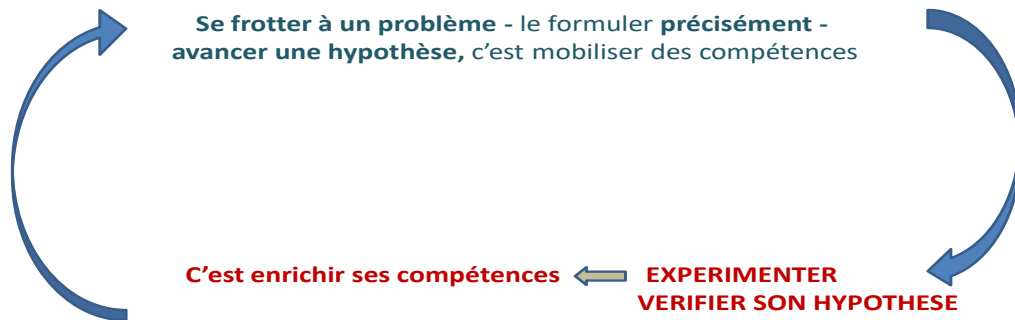 Se frotter à un problème - le formuler précisément -
avancer une hypothèse, c’est mobiliser des compétences
C’est enrichir ses compétences
EXPERIMENTER
VERIFIER SON HYPOTHESE